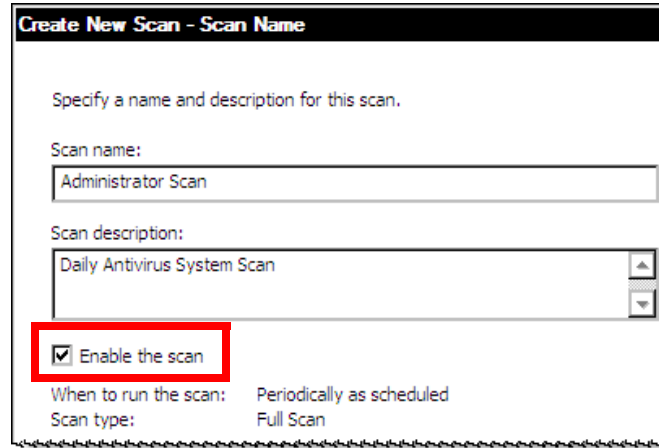 Create New Scan - Scan Name
Specify a name and description for this scan.
Scan name:
Administrator Scan
Scan description:
Daily Antivirus System Scan
Enable the scan
When to run the scan: Periodically as scheduled
Scan type: Full Scan